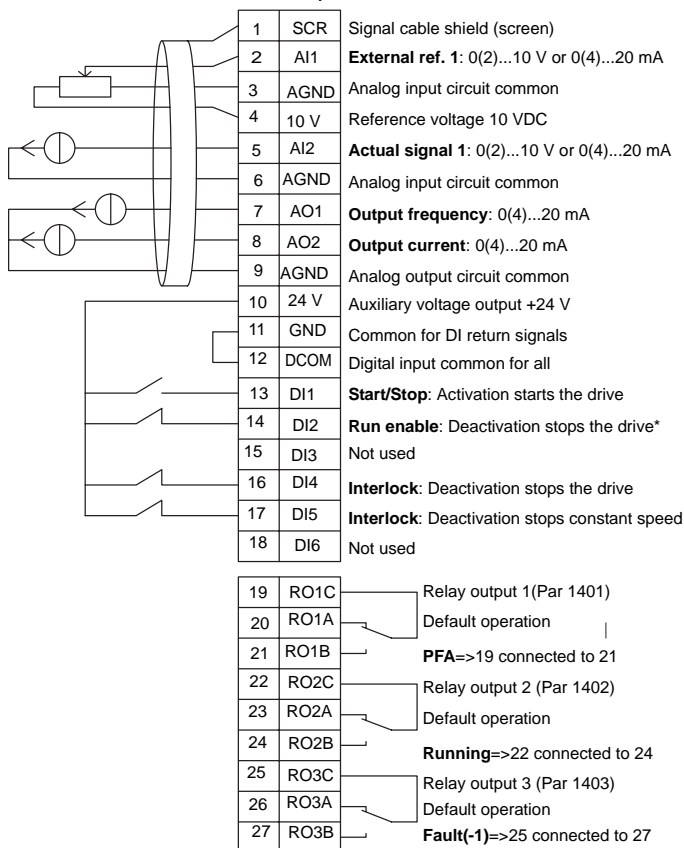 1 SCR Signal cable shield (screen)
2 AI1 External ref. 1: 0(2)...10 V or 0(4)...20 mA
3 AGND Analog input circuit common
4 10 V Reference voltage 10 VDC
5 AI2 Actual signal 1: 0(2)...10 V or 0(4)...20 mA
6 AGND Analog input circuit common
7 AO1 Output frequency: 0(4)...20 mA
8 AO2 Output current: 0(4)...20 mA
9 AGND Analog output circuit common
10 24 V Auxiliary voltage output +24 V
11 GND Common for DI return signals
12 DCOM Digital input common for all
13 DI1 Start/Stop: Activation starts the drive
14 DI2 Run enable: Deactivation stops the drive*
15 DI3 Not used
16 DI4 Interlock: Deactivation stops the drive
17 DI5 Interlock: Deactivation stops constant speed
18 DI6 Not used
19 RO1C Relay output 1(Par 1401)
20 RO1A Default operation
21 RO1B PFA=>19 connected to 21
22 RO2C Relay output 2 (Par 1402)
23 RO2A Default operation
24 RO2B Running=>22 connected to 24
25 RO3C Relay output 3 (Par 1403)
26 RO3A Default operation
27 RO3B Fault(-1)=>25 connected to 27